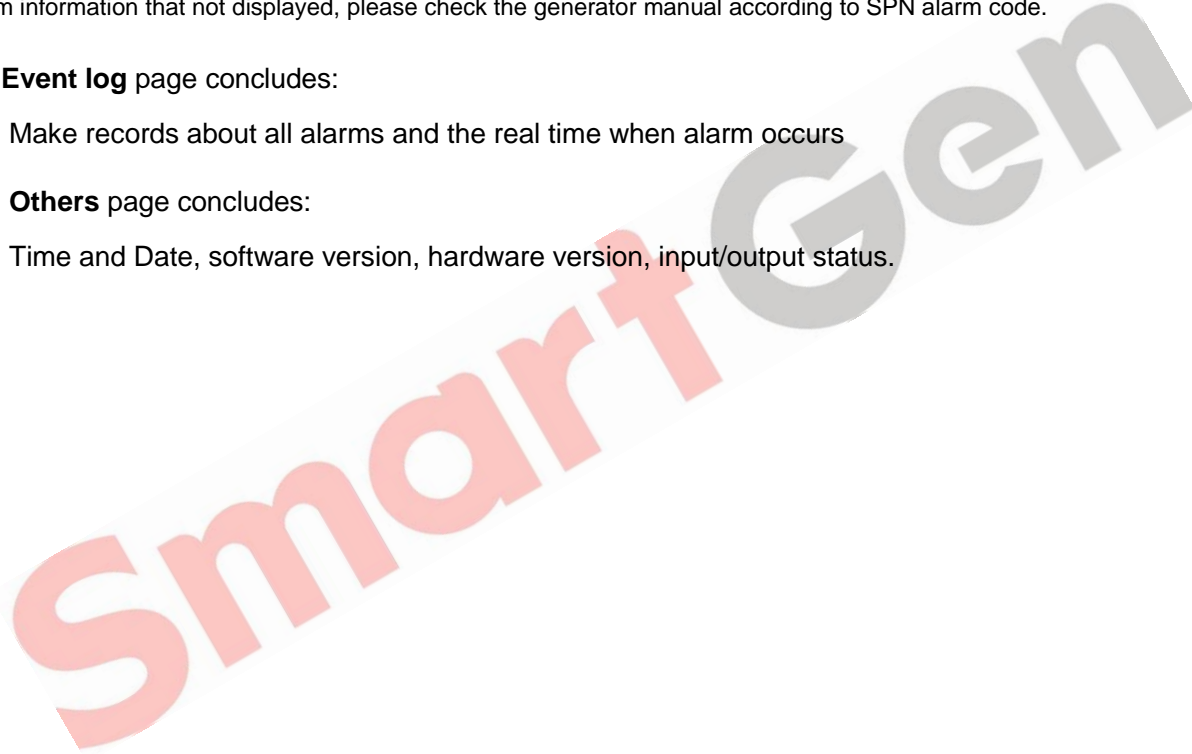 m information that not displayed, please check the generator manual according to SPN alarm code.
Event log page concludes:
Make records about all alarms and the real time when alarm occurs
Others page concludes:
Time and Date, software version, hardware version, input/output status.
SmartGen